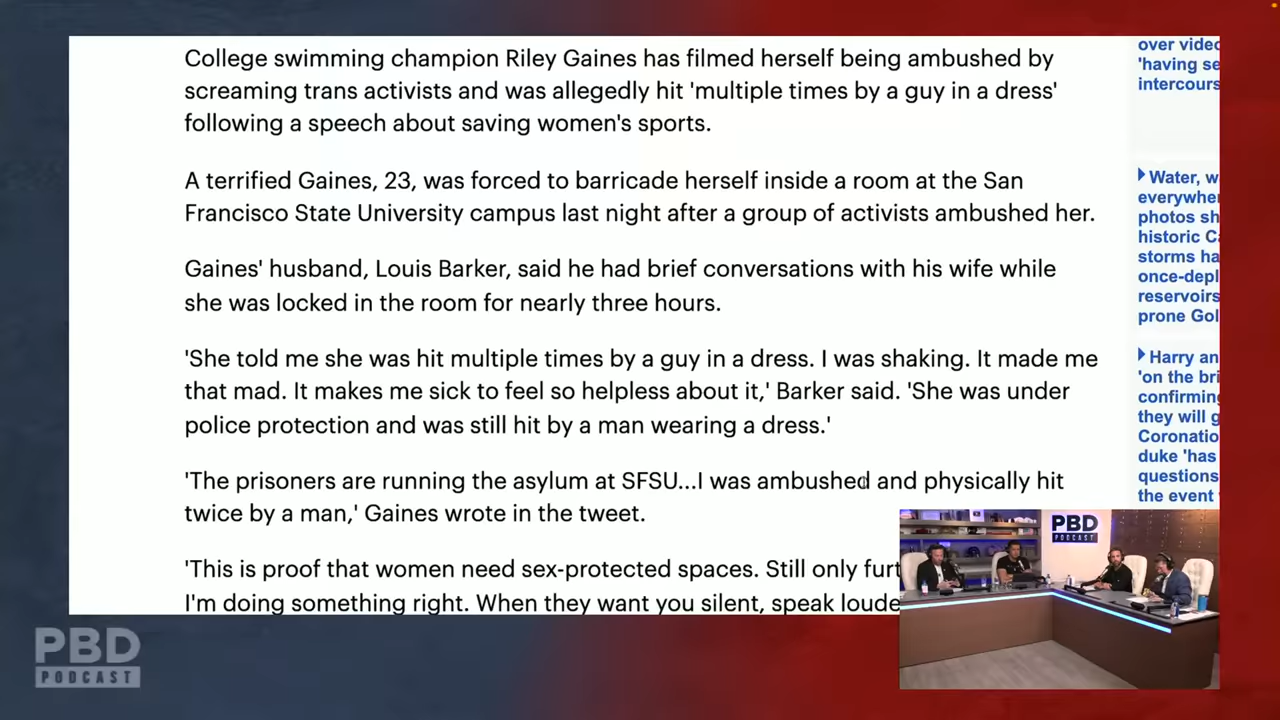 College swimming champion Riley Gaines has filmed herself being ambushed by
screaming trans activists and was allegedly hit 'multiple times by a guy in a dress'
following a speech about saving women's sports.
A terrified Gaines, 23, was forced to barricade herself inside a room at the San
Francisco State University campus last night after a group of activists ambushed her.
Gaines' husband, Louis Barker, said he had brief conversations with his wife while
she was locked in the room for nearly three hours.
'She told me she was hit multiple times by a guy in a dress. I was shaking. It made me
that mad. It makes me sick to feel so helpless about it,' Barker said. 'She was under
police protection and was still hit by a man wearing a dress.'
'The prisoners are running the asylum at SFSU...I was ambushed and physically hit
twice by a man,' Gaines wrote in the tweet.
'This is proof that women need sex-protected spaces. Still only furt
I'm doing something right. When they want you silent, speak loude
over video
'having se
intercours
Water, w
everywher
photos sh
historic Ca
storms ha
once-depl
reservoirs
prone Gol
Harry an
'on the bri
confirming
they will g
Coronatio
duke 'has
questions
the event
PBD
PODCAST
PBD
PODCAST